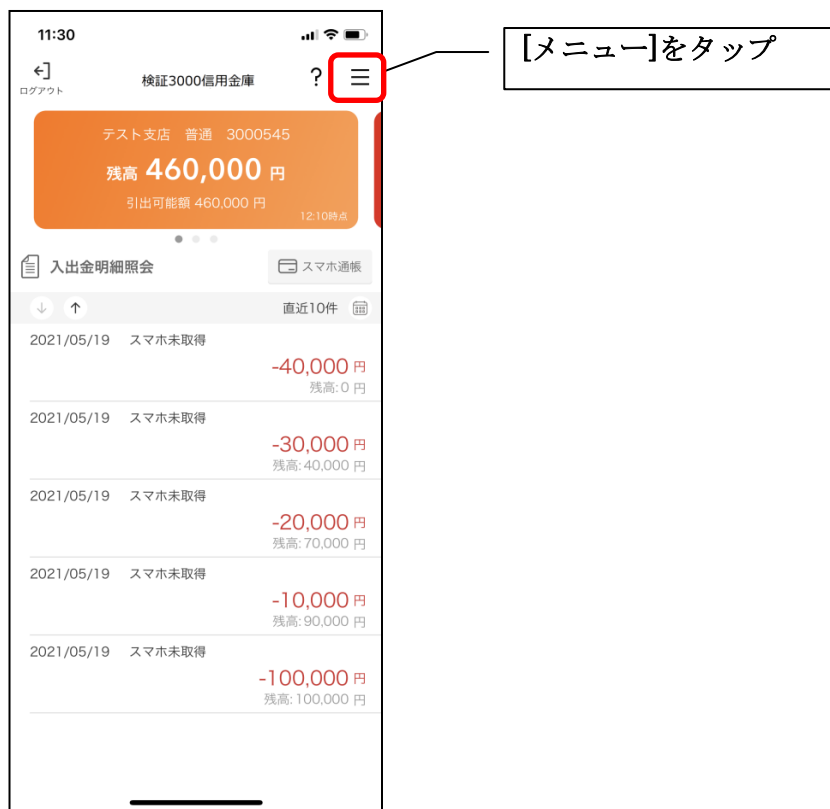 11:30
[メニュー]をタップ
ログアウト
検証3000信用金庫
?
テスト支店 普通 3000545
残高 460,000 円
引出可能額 460,000 円
12:10時点
入出金明細照会
スマホ通帳
直近10件
2021/05/19 スマホ未取得
-40,000 円
残高:0 円
2021/05/19 スマホ未取得
-30,000 円
残高:40,000 円
2021/05/19 スマホ未取得
-20,000 円
残高:70,000 円
2021/05/19 スマホ未取得
-10,000 円
残高:90,000 円
2021/05/19 スマホ未取得
-100,000 円
残高:100,000 円